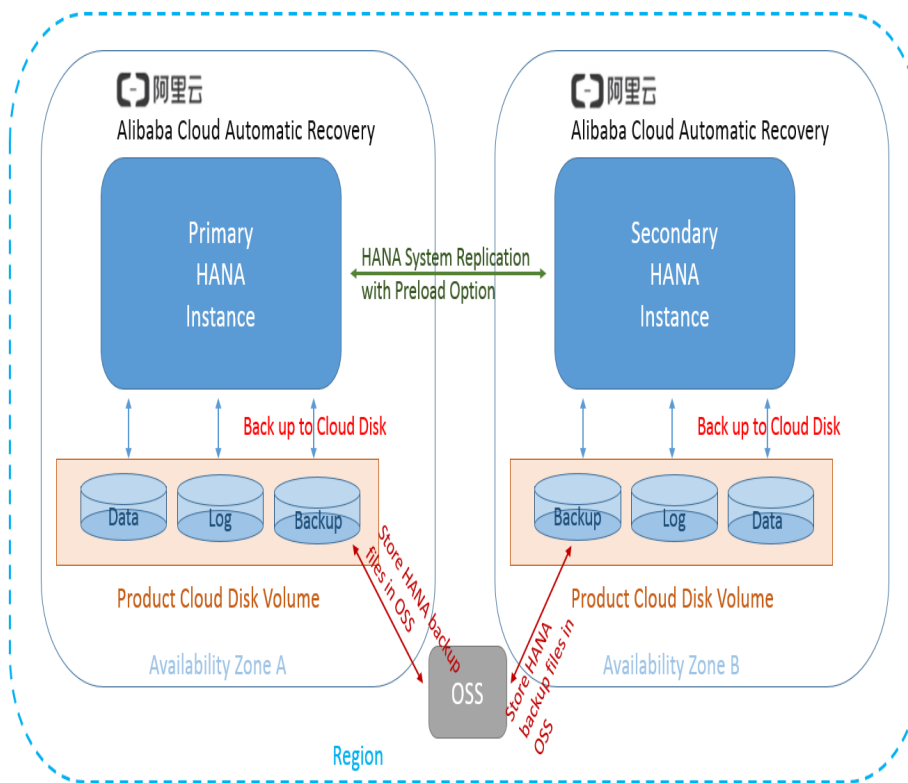 阿里云
Alibaba Cloud Automatic Recovery
Primary
HANA
Instance
Back up to Cloud Disk
Data
Log
Backup
Product Cloud Disk Volume
Availability Zone A
HANA System Replication
with Preload Option
阿里云
Alibaba Cloud Automatic Recovery
Secondary
HANA
Instance
Back up to Cloud Disk
Backup
Log
Data
Product Cloud Disk Volume
Availability Zone B
Store HANA backup
files in OSS
OSS
Store HANA
backup files in
OSS
Region